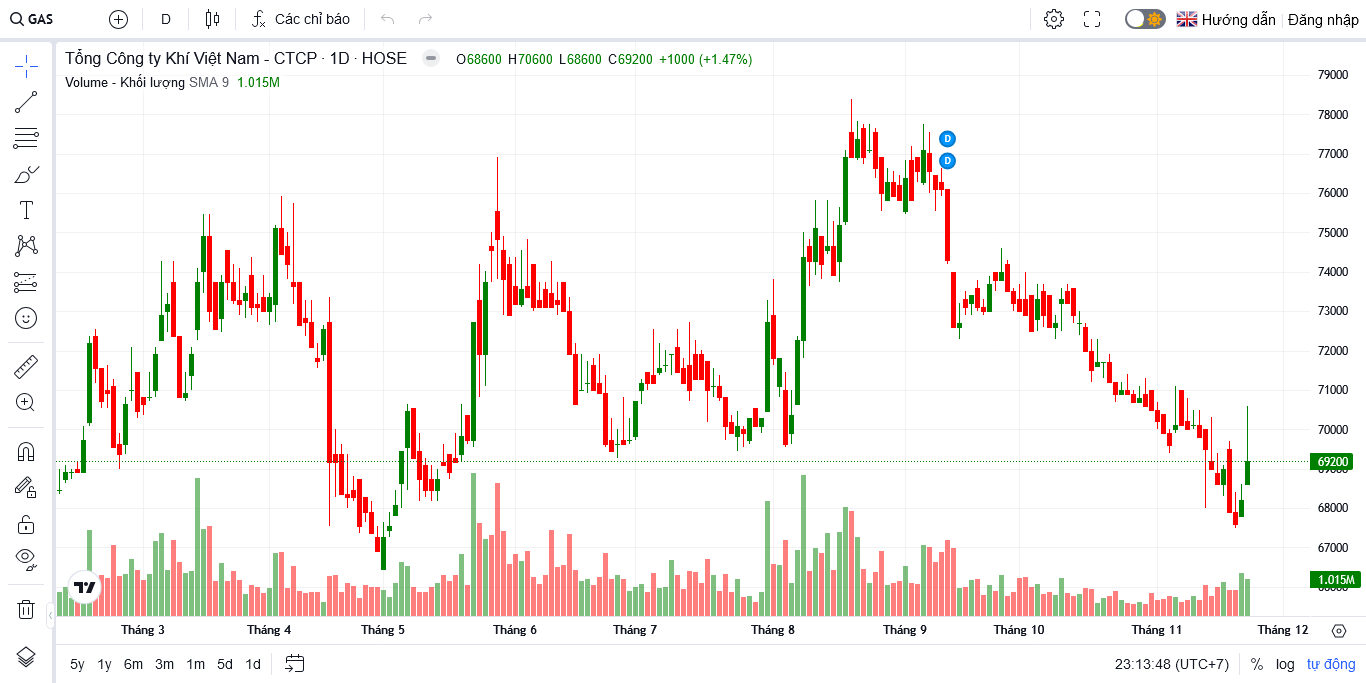 GAS
D
Các chỉ báo
Hướng dẫn
Đăng nhập
Tổng Công ty Khí Việt Nam - CTCP · 1D · HOSE
O68600 H70600 L68600 C69200 +1000 (+1.47%)
Volume - Khối lượng SMA 9 1.015M
79000
78000
77000
D
D
76000
75000
74000
73000
72000
71000
70000
69200
68000
67000
1.015M
Tháng 3 Tháng 4 Tháng 5 Tháng 6 Tháng 7 Tháng 8 Tháng 9 Tháng 10 Tháng 11 Tháng 12
5y 1y 6m 3m 1m 5d 1d
23:13:48 (UTC+7) % log tự động